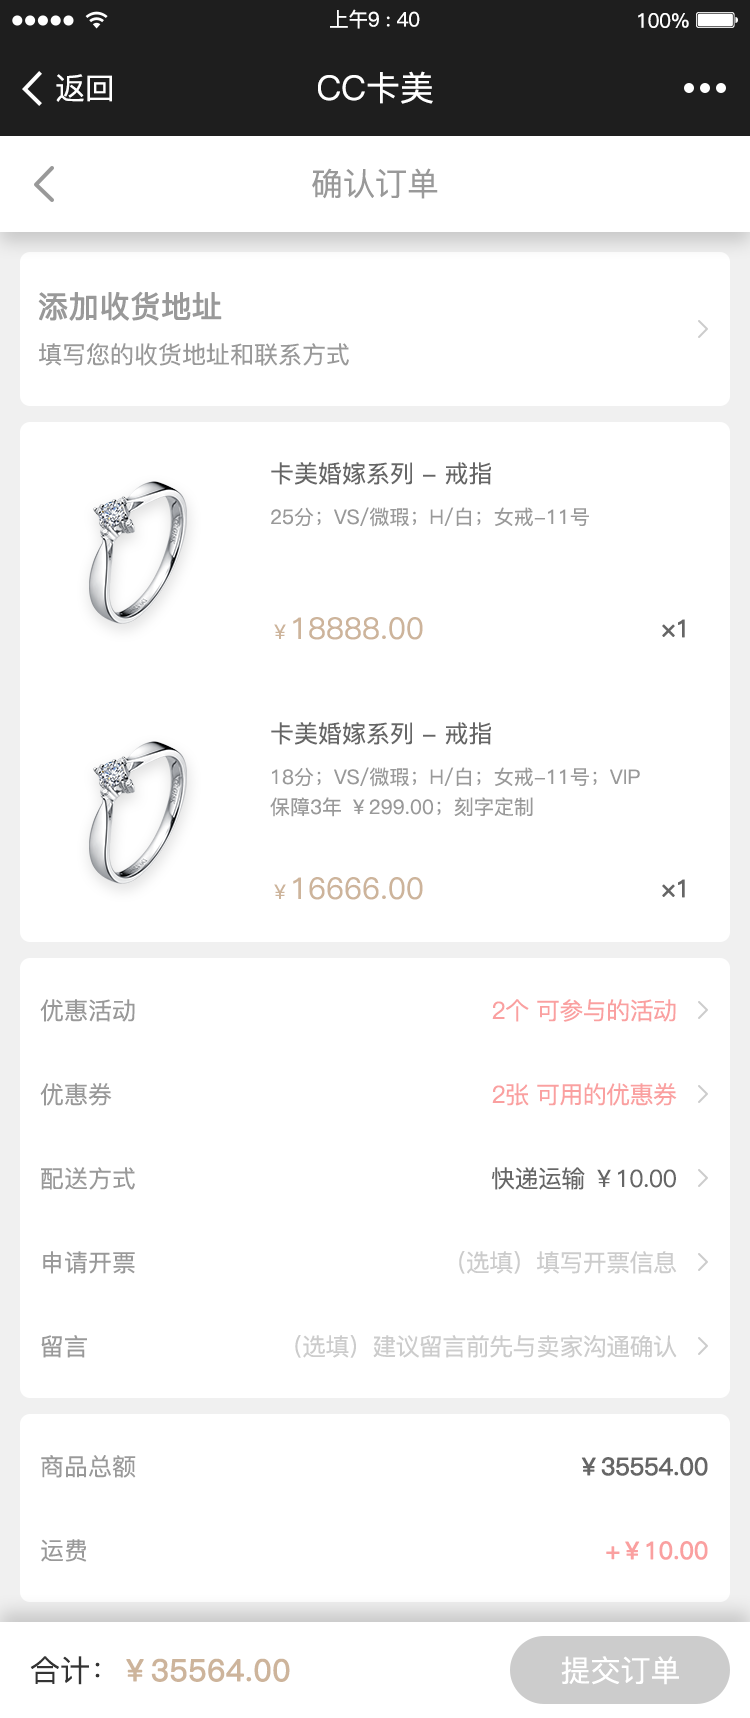 上午9 : 40
100%
返回
CC卡美
确认订单
添加收货地址
填写您的收货地址和联系方式
卡美婚嫁系列 – 戒指
25分；VS/微瑕；H/白；女戒–11号
¥18888.00
×1
卡美婚嫁系列 – 戒指
18分；VS/微瑕；H/白；女戒–11号；VIP
保障3年 ¥299.00；刻字定制
¥16666.00
×1
优惠活动
2个 可参与的活动
优惠券
2张 可用的优惠券
配送方式
快递运输 ¥10.00
申请开票
（选填）填写开票信息
留言
（选填）建议留言前先与卖家沟通确认
商品总额
¥35554.00
运费
+¥10.00
合计：
¥35564.00
提交订单